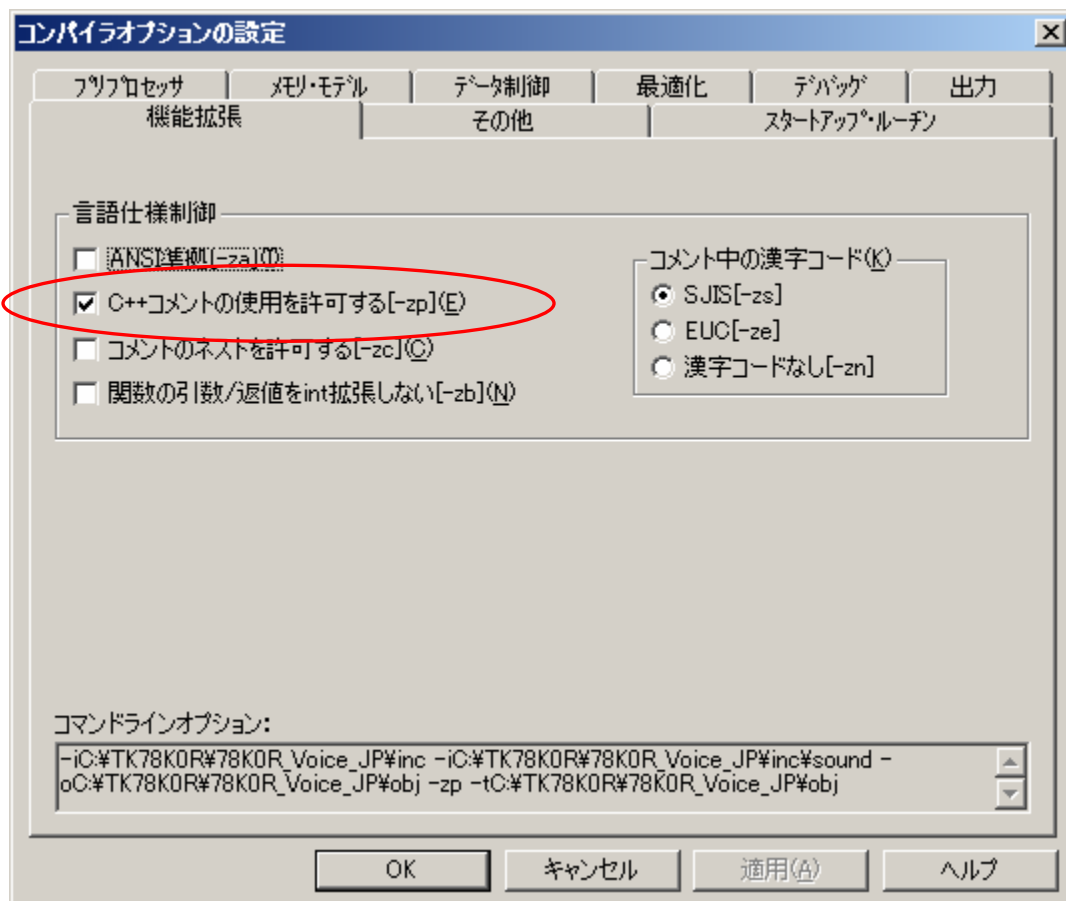 コンパイラオプションの設定
プリプロセッサ メモリ・モデル データ制御 最適化 デバッグ 出力
機能拡張 その他 スタートアップ・ルーチン
言語仕様制御
ANSI準拠[-za](I)
C++コメントの使用を許可する[-zp](E)
コメントのネストを許可する[-zc](C)
関数の引数/返値をint拡張しない[-zb](N)
コメント中の漢字コード(K)
SJIS[-zs]
EUC[-ze]
漢字コードなし[-zn]
コマンドラインオプション:
-iC:¥TK78K0R¥78K0R_Voice_JP¥inc -iC:¥TK78K0R¥78K0R_Voice_JP¥inc¥sound -
oC:¥TK78K0R¥78K0R_Voice_JP¥obj -zp -tC:¥TK78K0R¥78K0R_Voice_JP¥obj
OK キャンセル 適用(A) ヘルプ